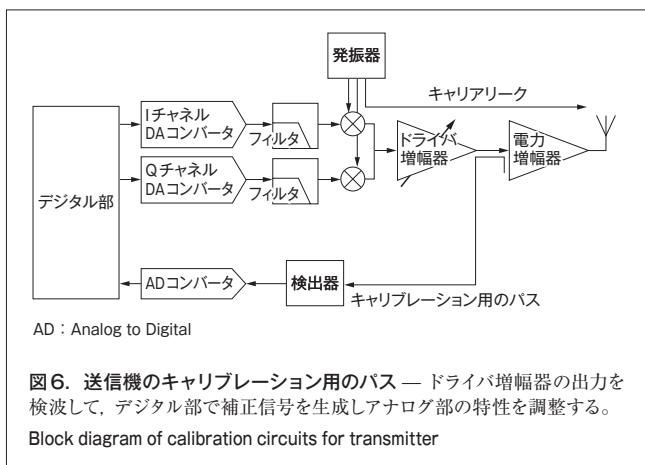 発振器
キャリアリーク
Iチャネル
DAコンバータ
フィルタ
ドライバ
増幅器
電力
増幅器
Qチャネル
DAコンバータ
フィルタ
デジタル部
ADコンバータ
検出器
キャリブレーション用のパス
AD:Analog to Digital
図6.送信機のキャリブレーション用のパス — ドライバ増幅器の出力を
検波して,デジタル部で補正信号を生成しアナログ部の特性を調整する。
Block diagram of calibration circuits for transmitter